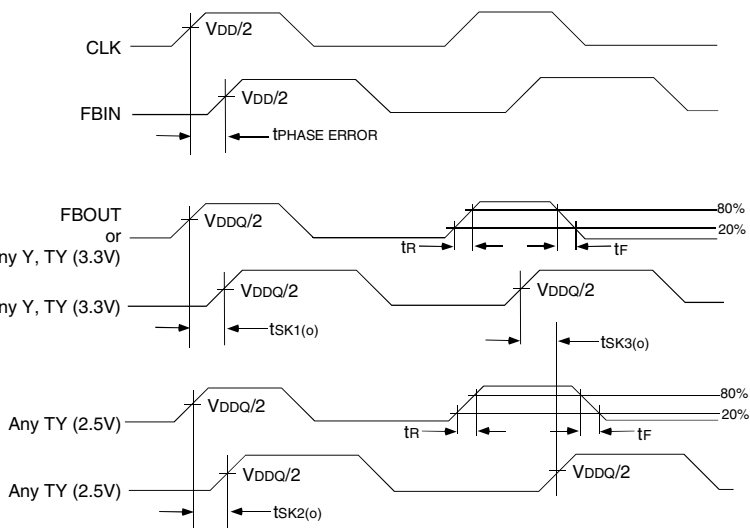 CLK
VDD/2
FBIN
VDD/2
tPHASE ERROR
FBOUT
or
ny Y, TY (3.3V)
VDDQ/2
80%
20%
tR
tF
ny Y, TY (3.3V)
VDDQ/2
VDDQ/2
tSK1(o)
tSK3(o)
Any TY (2.5V)
VDDQ/2
80%
20%
tR
tF
Any TY (2.5V)
VDDQ/2
VDDQ/2
tSK2(o)